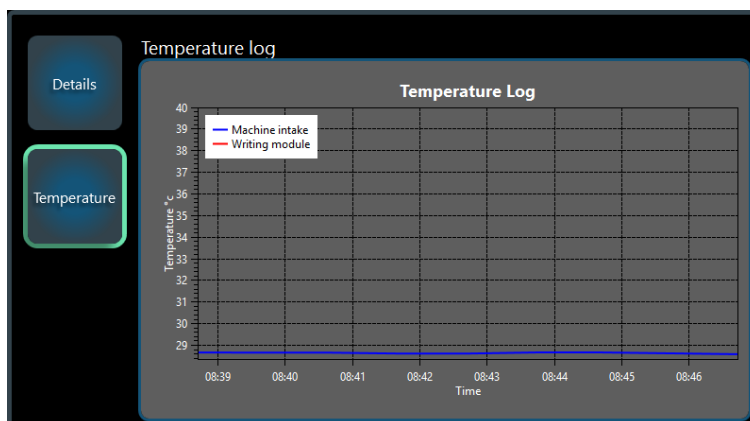 Temperature log
Details
Temperature
Temperature Log
Machine intake
Writing module
Temperature °c
40
39
38
37
36
35
34
33
32
31
30
29
08:39 08:40 08:41 08:42 08:43 08:44 08:45 08:46
Time